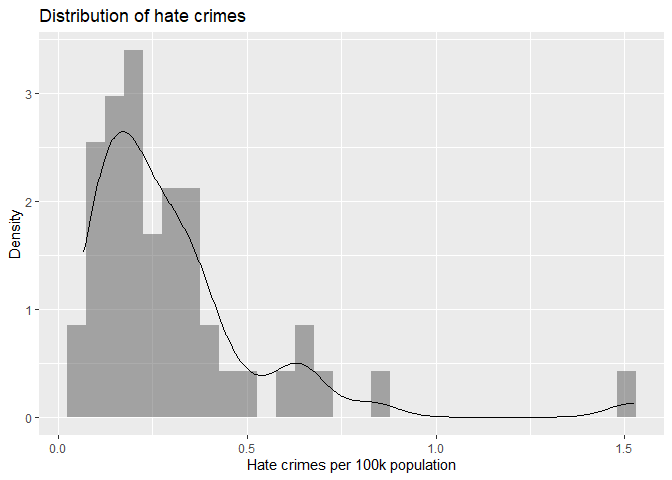 Distribution of hate crimes
3
2
1
0
Density
0.0 0.5 1.0 1.5
Hate crimes per 100k population